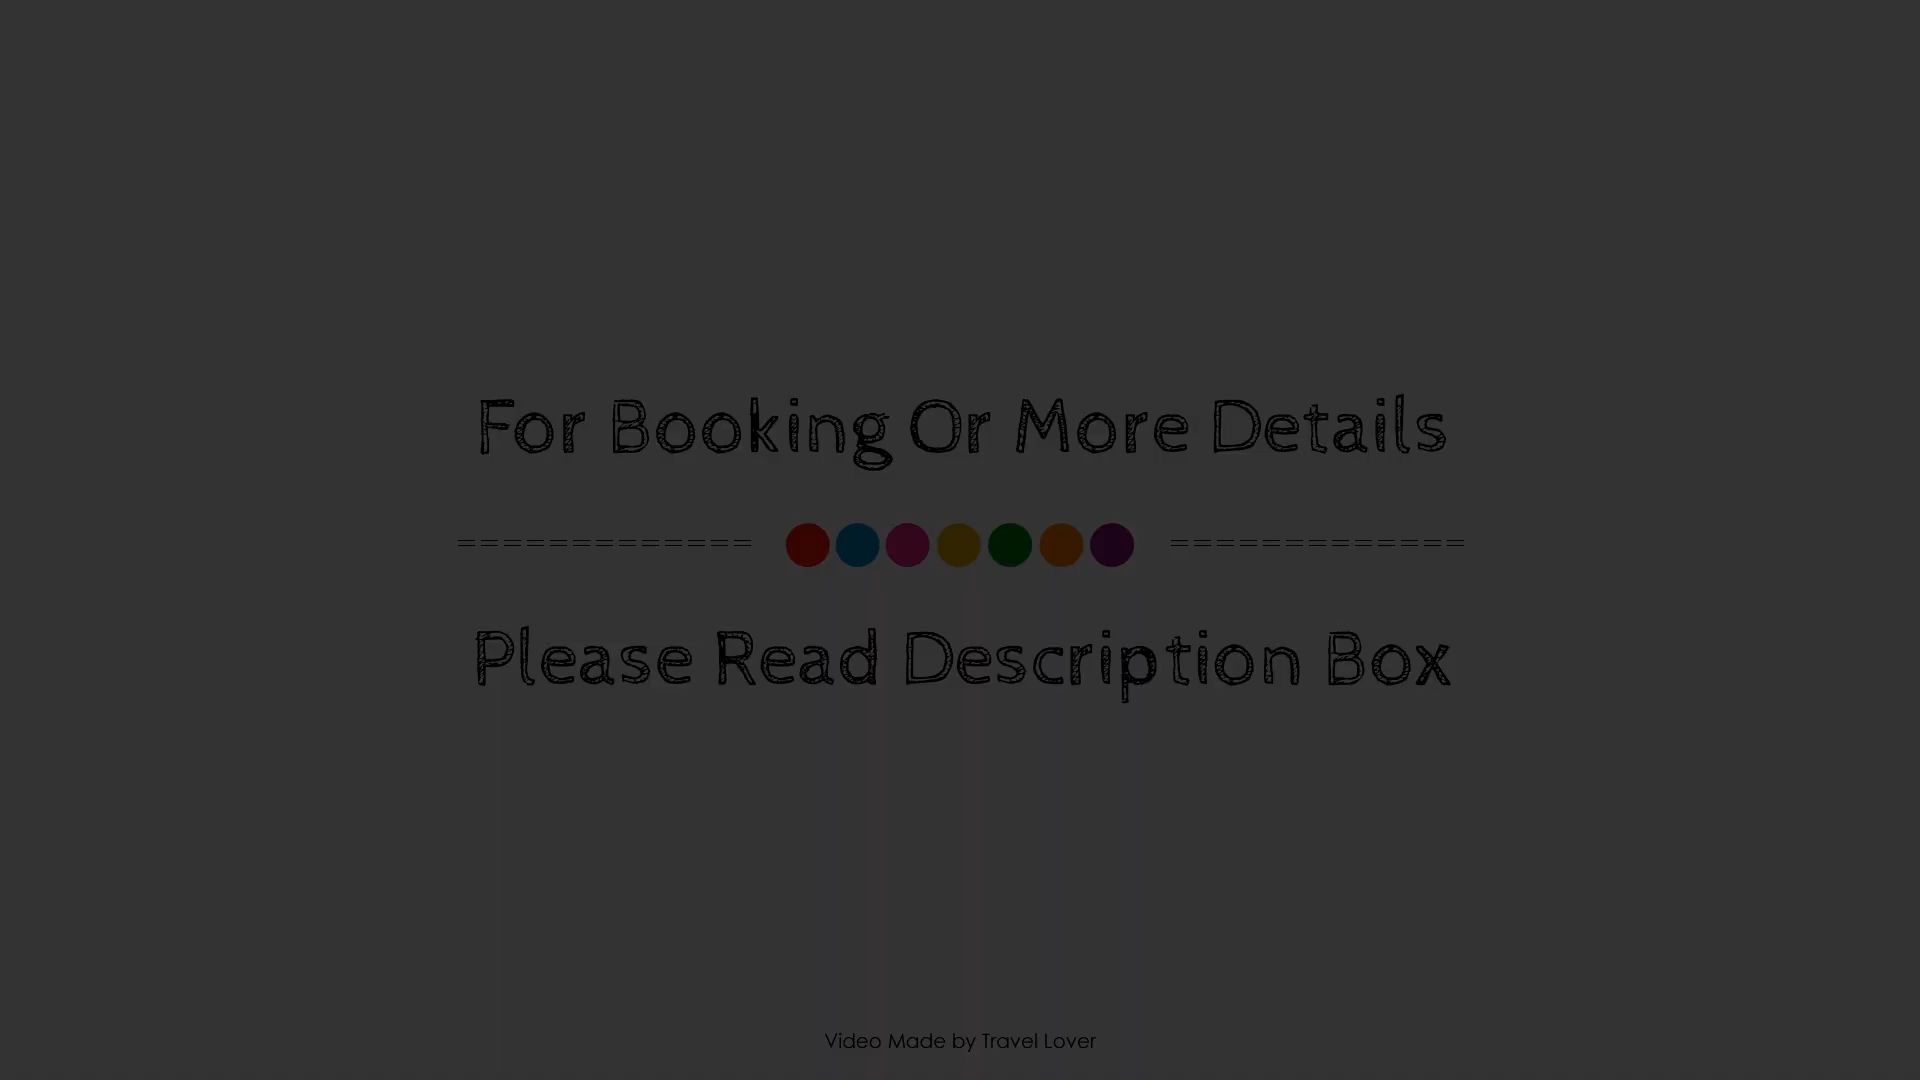 For Booking Or More Details
============= =============
Please Read Description Box
Video Made by Travel Lover